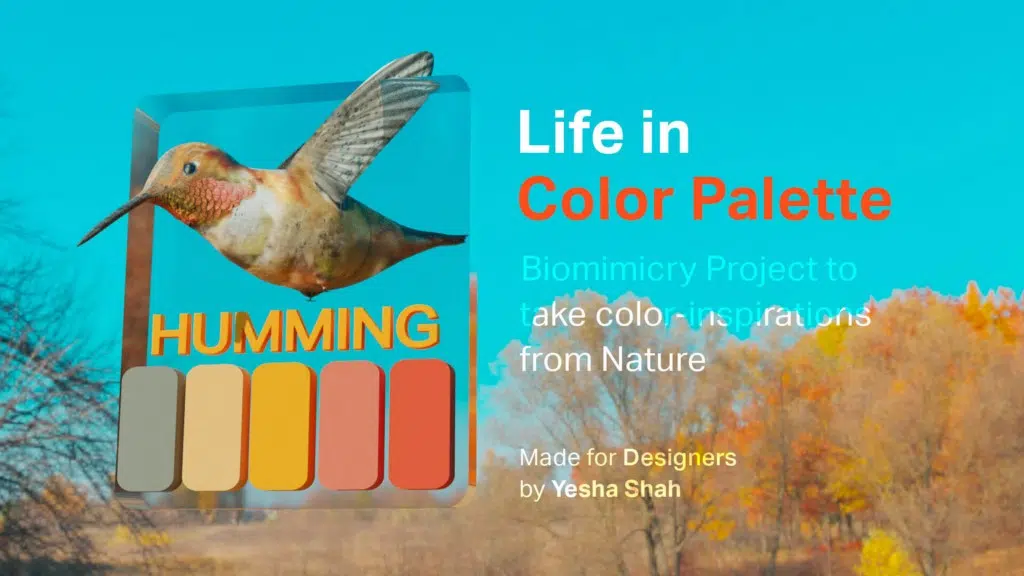 HUMMING
Life in
Color Palette
Biomimicry Project to
take color-inspirations
from Nature
Made for Designers
by Yesha Shah